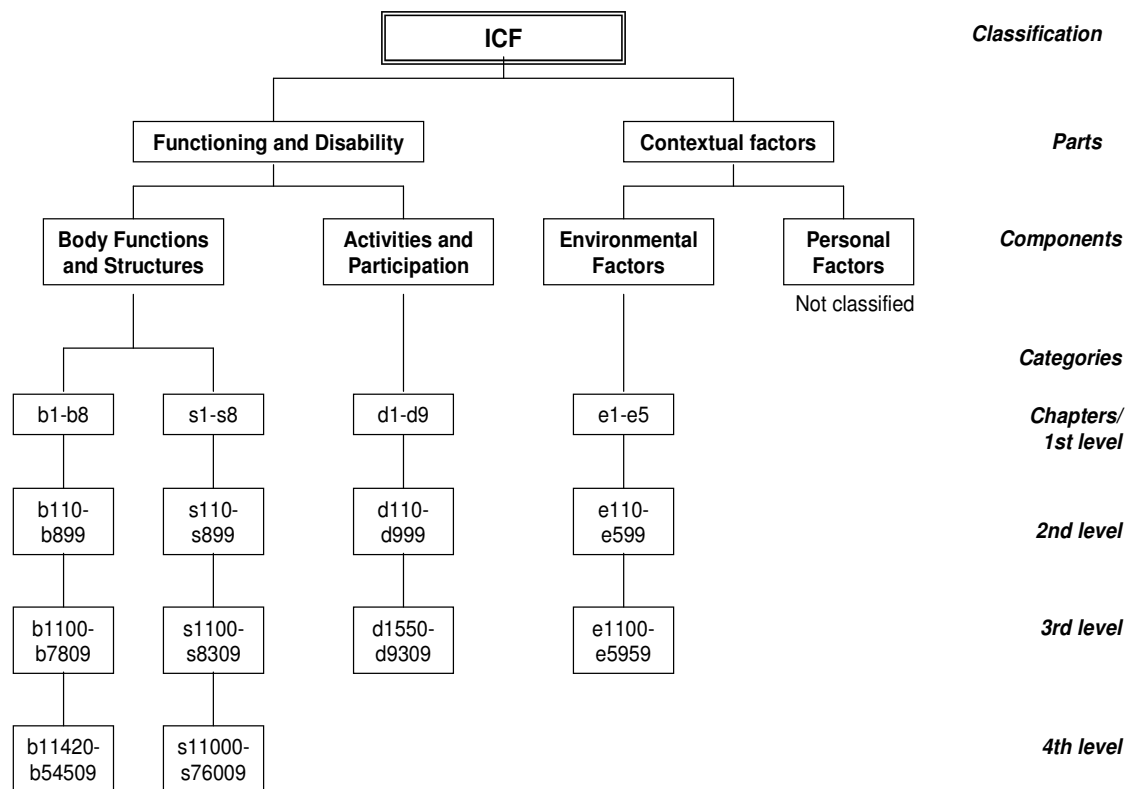 ICF
Classification
Functioning and Disability
Contextual factors
Parts
Body Functions
and Structures
Activities and
Participation
Environmental
Factors
Personal
Factors
Components
Not classified
Categories
b1-b8
s1-s8
d1-d9
e1-e5
Chapters/
1st level
b110-
b899
s110-
s899
d110-
d999
e110-
e599
2nd level
b1100-
b7809
s1100-
s8309
d1550-
d9309
e1100-
e5959
3rd level
b11420-
b54509
s11000-
s76009
4th level